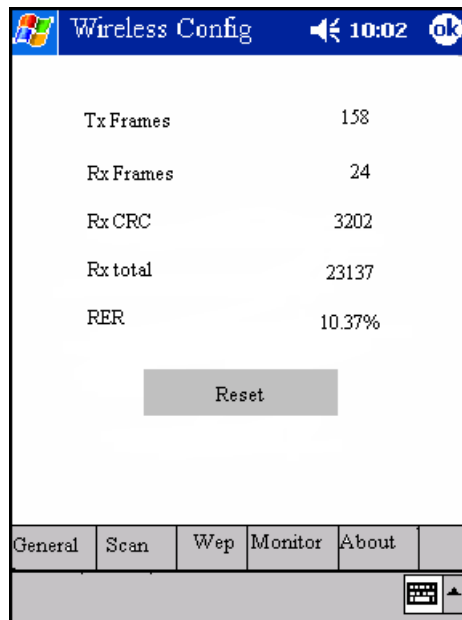 Wireless Config 10:02 ok
Tx Frames 158
Rx Frames 24
Rx CRC 3202
Rx total 23137
RER 10.37%
Reset
General Scan Wep Monitor About